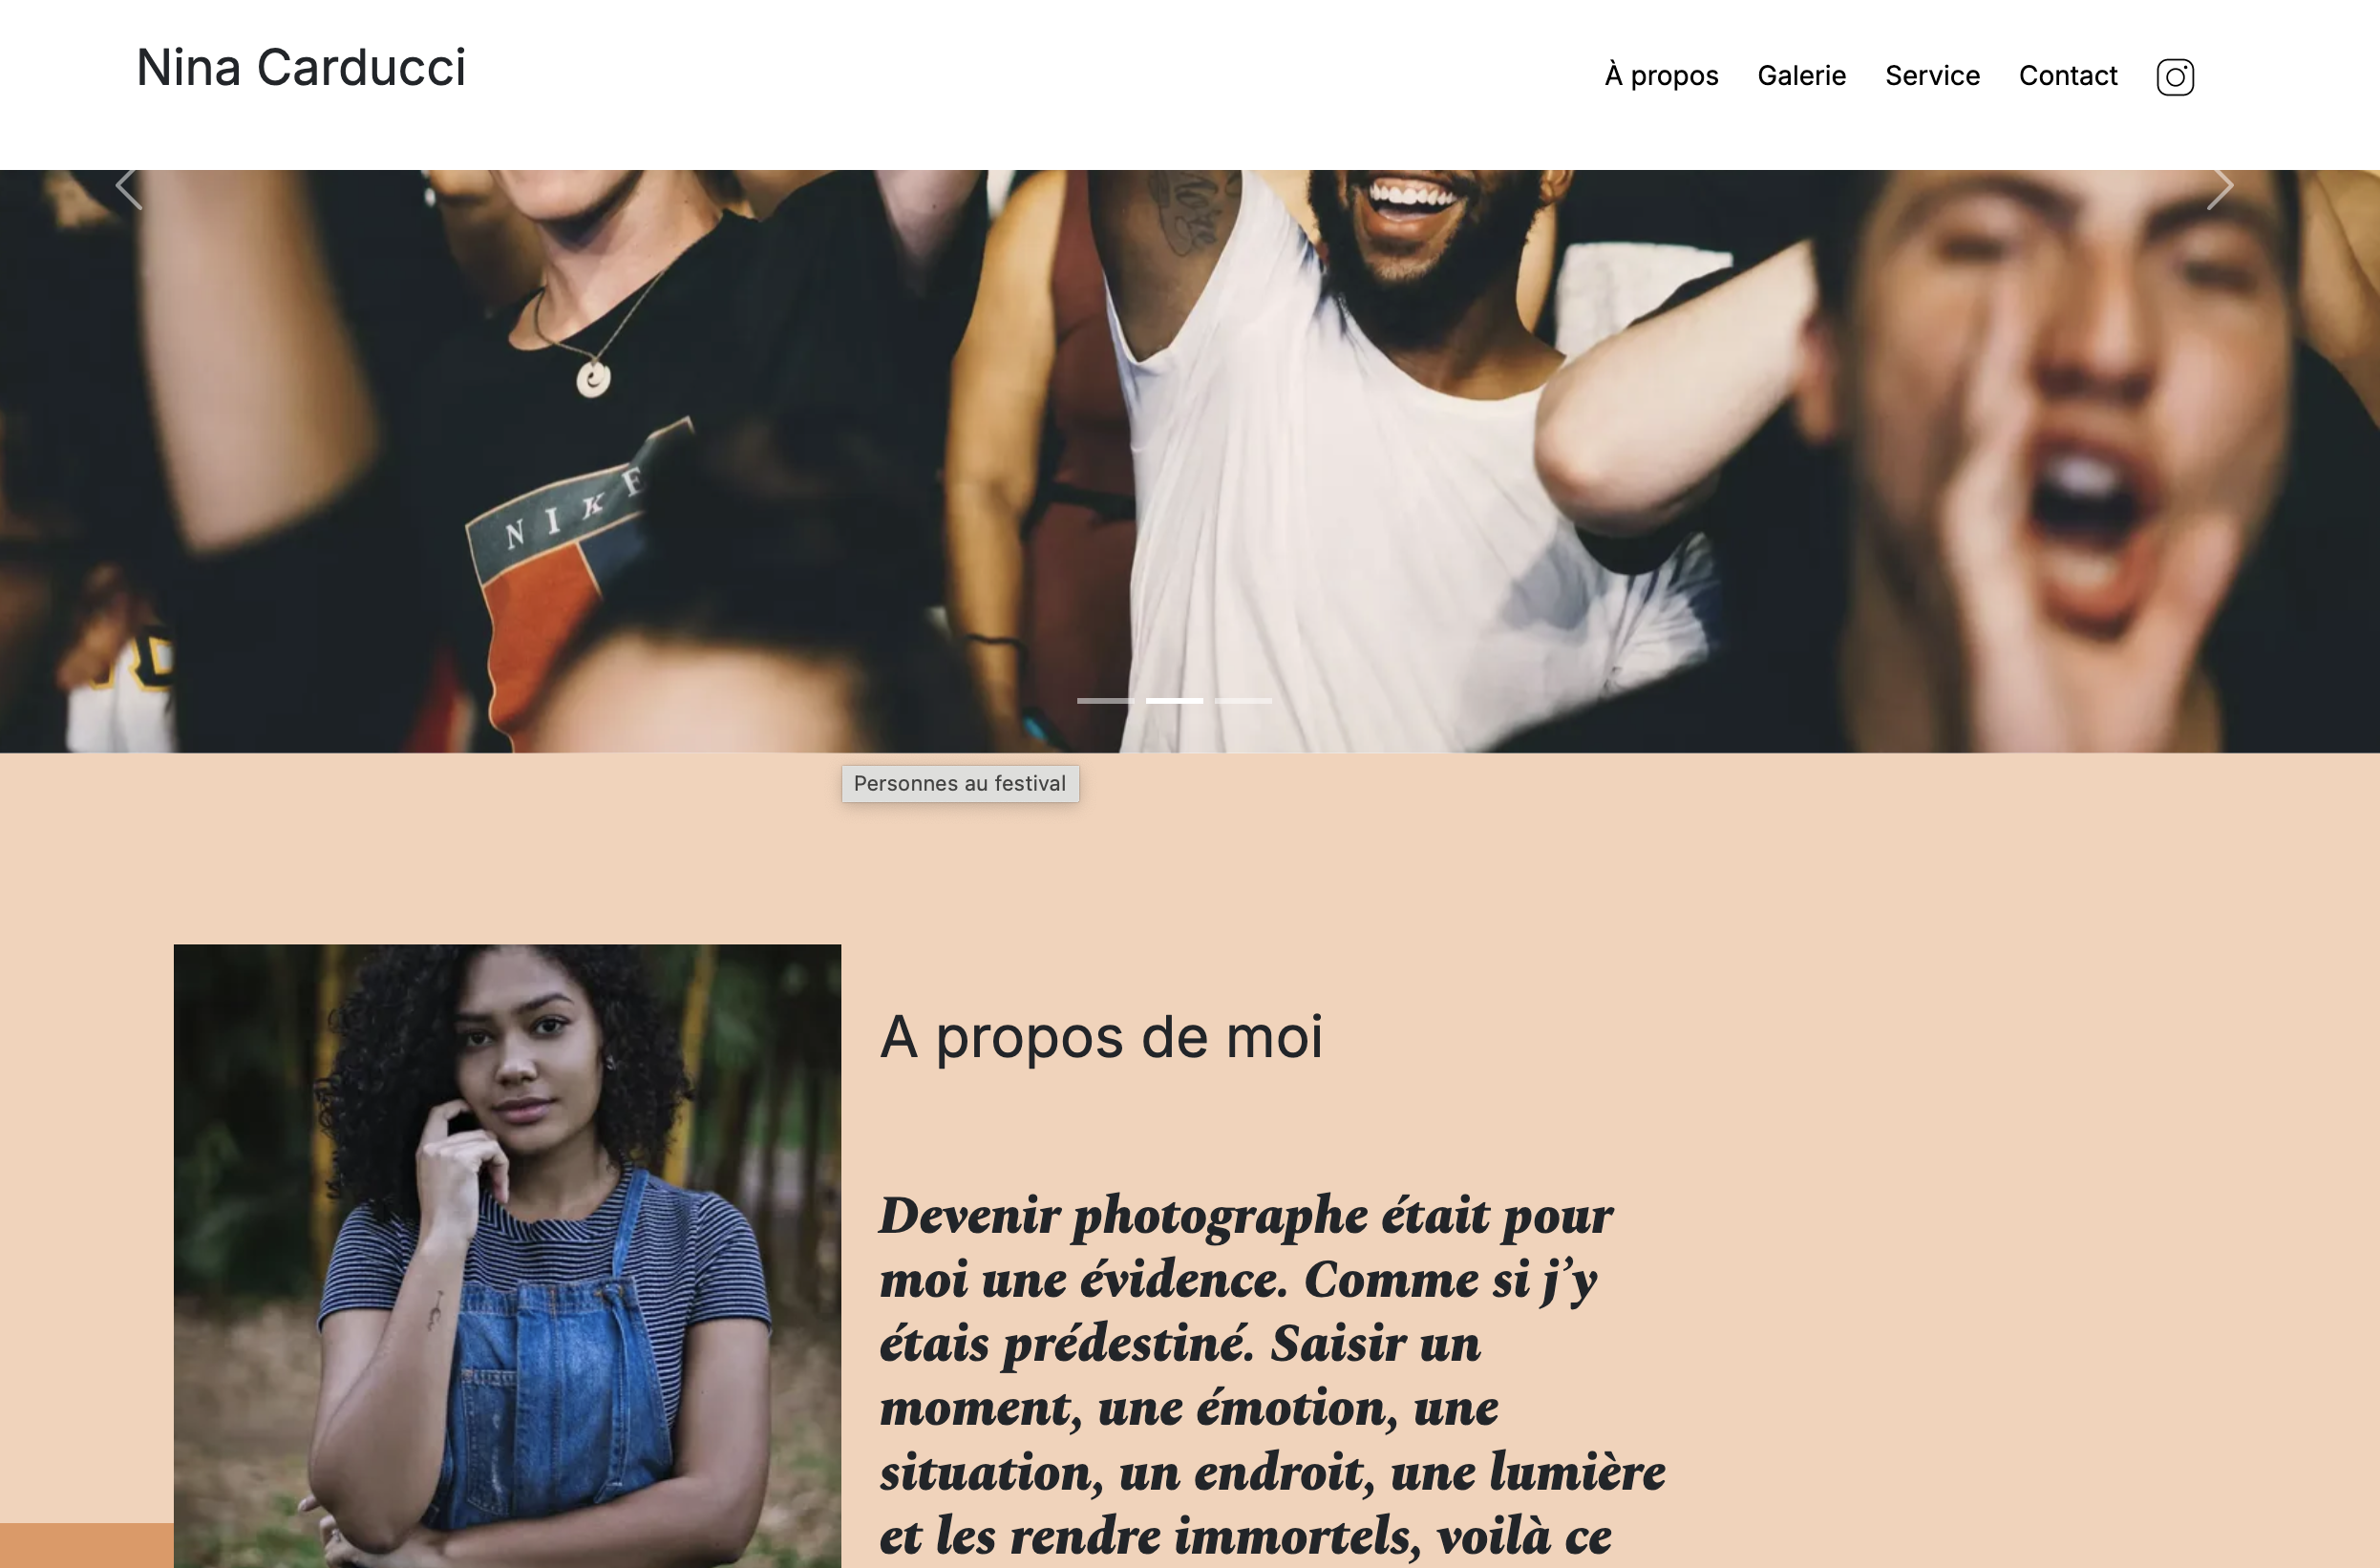 Nina Carducci
À propos Galerie Service Contact
NIKE
Personnes au festival
A propos de moi
Devenir photographe était pour
moi une évidence. Comme si j’y
étais prédestiné. Saisir un
moment, une émotion, une
situation, un endroit, une lumière
et les rendre immortels, voilà ce